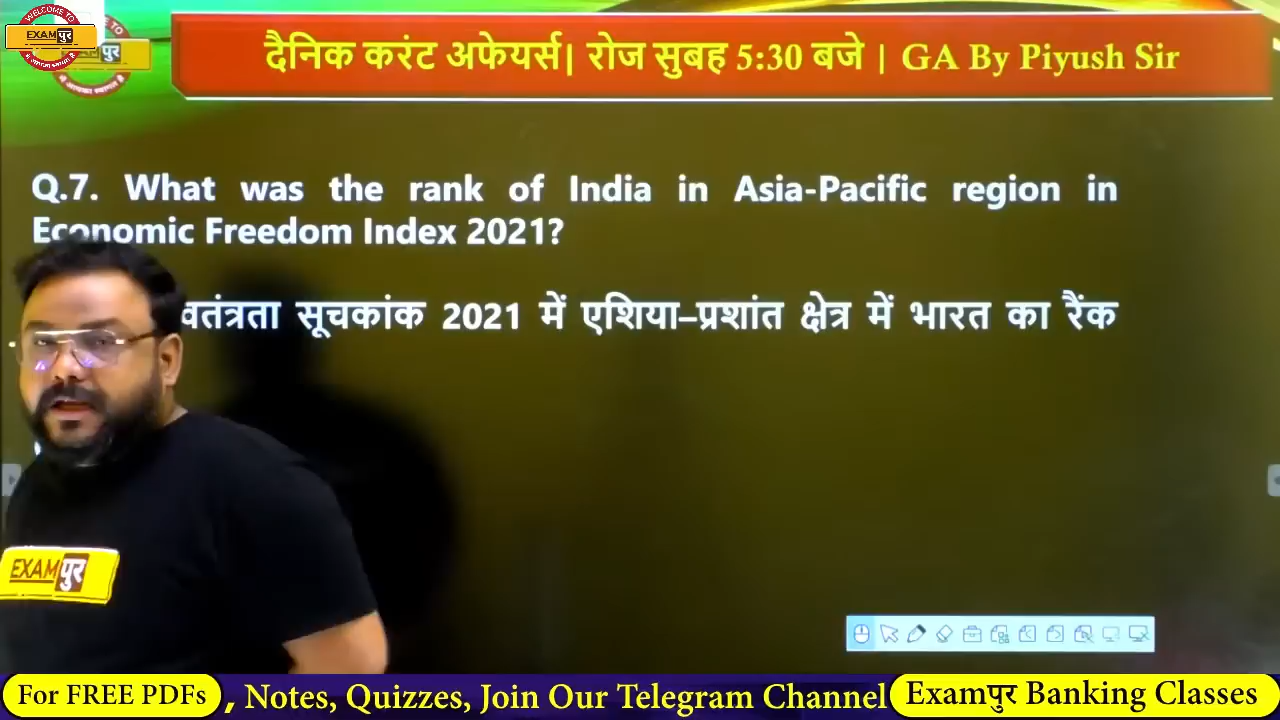 WELCOME TO
EXAMपुर
दैनिक करंट अफेयर्स| रोज सुबह 5:30 बजे | GA By Piyush Sir
Q.7. What was the rank of India in Asia-Pacific region in
Economic Freedom Index 2021?
वतंत्रता सूचकांक 2021 में एशिया–प्रशांत क्षेत्र में भारत का रैंक
EXAMपुर
For FREE PDFs , Notes, Quizzes, Join Our Telegram Channel Examपुर Banking Classes